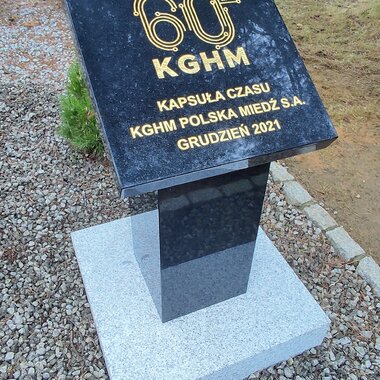 60
KGHM
KAPSUŁA CZASU
KGHM POLSKA MIEDŹ S.A.
GRUDZIEŃ 2021